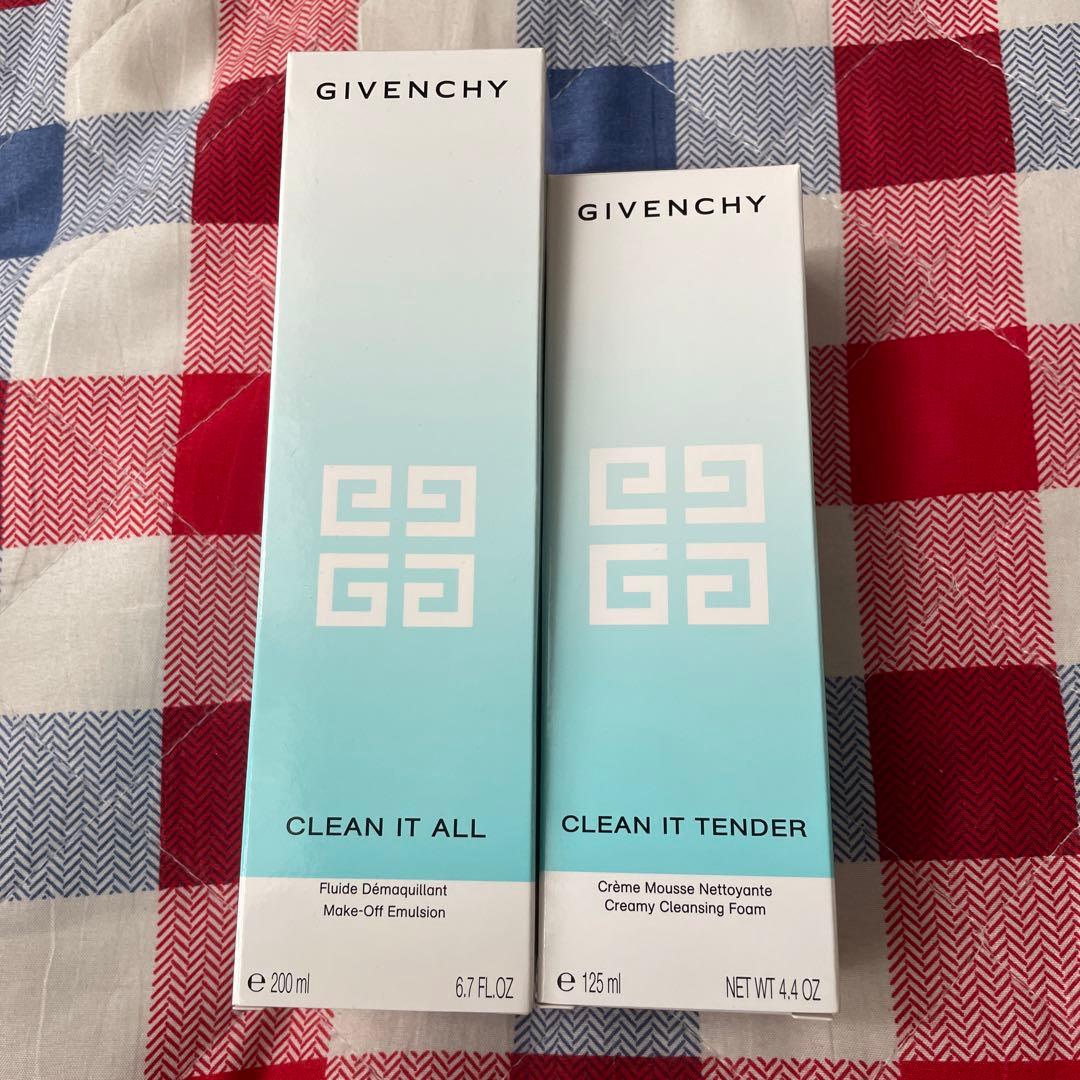 GIVENCHY
CLEAN IT ALL
Fluide Démaquillant
Make-Off Emulsion
e 200 ml
6.7 FL.OZ
GIVENCHY
CLEAN IT TENDER
Crème Mousse Nettoyante
Creamy Cleansing Foam
e 125 ml
NET WT 4.4 OZ